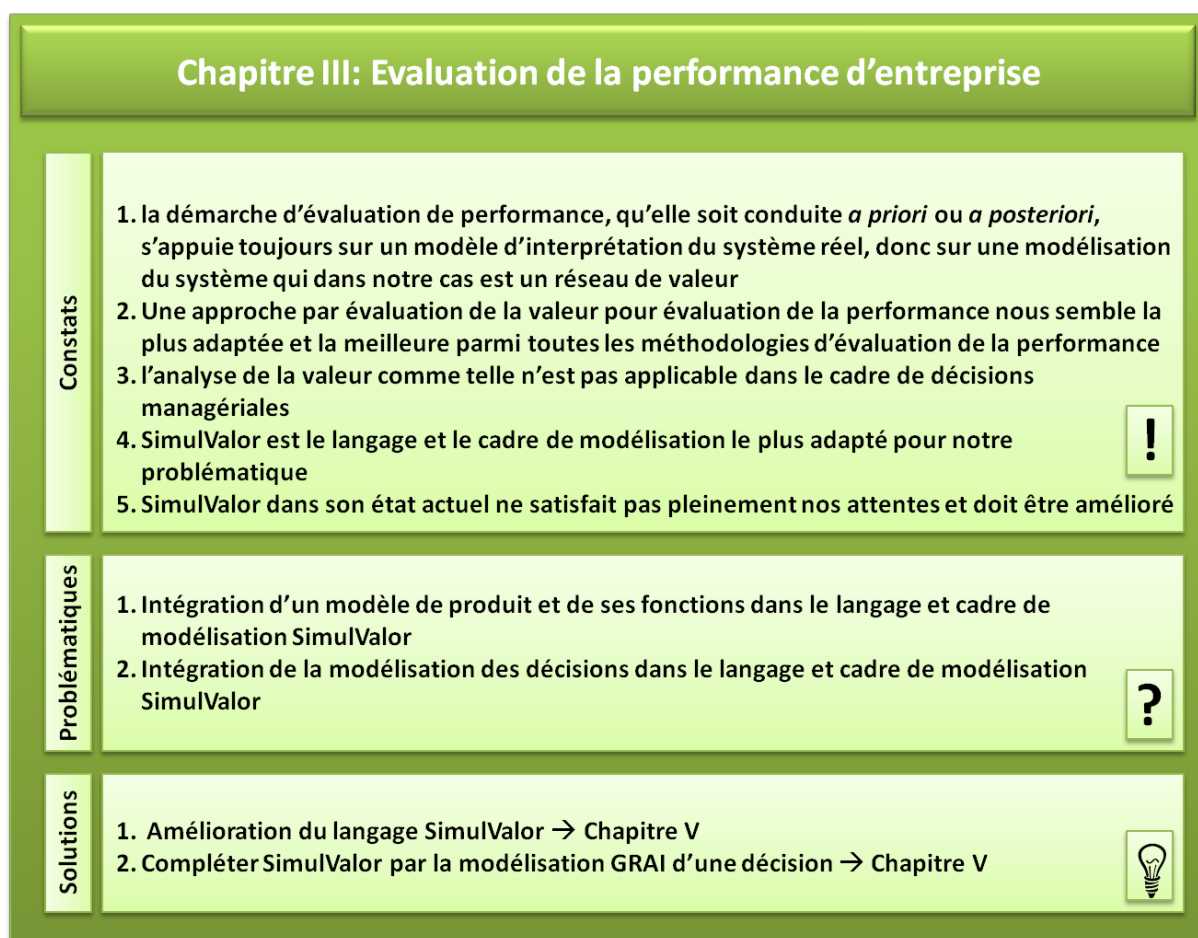 Chapitre III: Evaluation de la performance d'entreprise
Constats
1. la démarche d'évaluation de performance, qu'elle soit conduite a priori ou a posteriori,
s'appuie toujours sur un modèle d'interprétation du système réel, donc sur une modélisation
du système qui dans notre cas est un réseau de valeur
2. Une approche par évaluation de la valeur pour évaluation de la performance nous semble la
plus adaptée et la meilleure parmi toutes les méthodologies d'évaluation de la performance
3. l'analyse de la valeur comme telle n'est pas applicable dans le cadre de décisions
managériales
4. SimulValor est le langage et le cadre de modélisation le plus adapté pour notre
problématique
5. SimulValor dans son état actuel ne satisfait pas pleinement nos attentes et doit être amélioré
!
Problématiques
1. Intégration d'un modèle de produit et de ses fonctions dans le langage et cadre de
modélisation SimulValor
2. Intégration de la modélisation des décisions dans le langage et cadre de modélisation
SimulValor
?
Solutions
1. Amélioration du langage SimulValor → Chapitre V
2. Compléter SimulValor par la modélisation GRAI d'une décision → Chapitre V